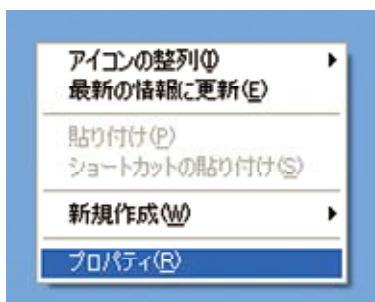 アイコンの整列(I)
最新の情報に更新(E)
貼り付け(P)
ショートカットの貼り付け(S)
新規作成(W)
プロパティ(R)